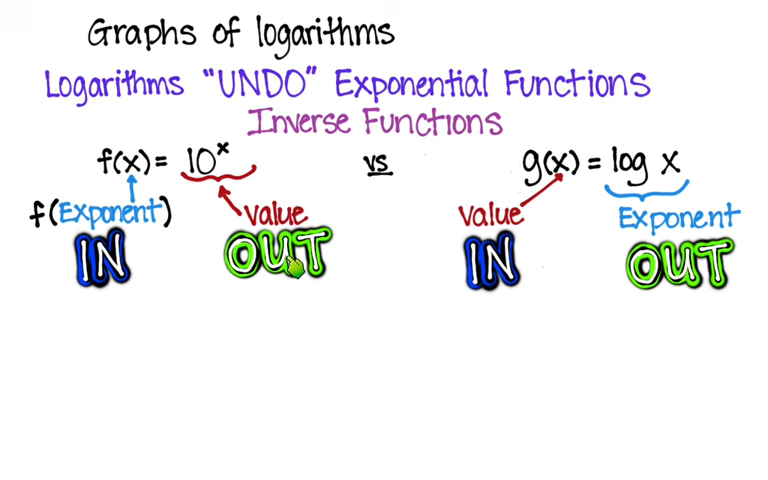 Graphs of logarithms
Logarithms "UNDO" Exponential Functions
Inverse Functions
f(x) = 10^x vs g(x) = log x
f(Exponent) Value Value Exponent
IN OUT IN OUT